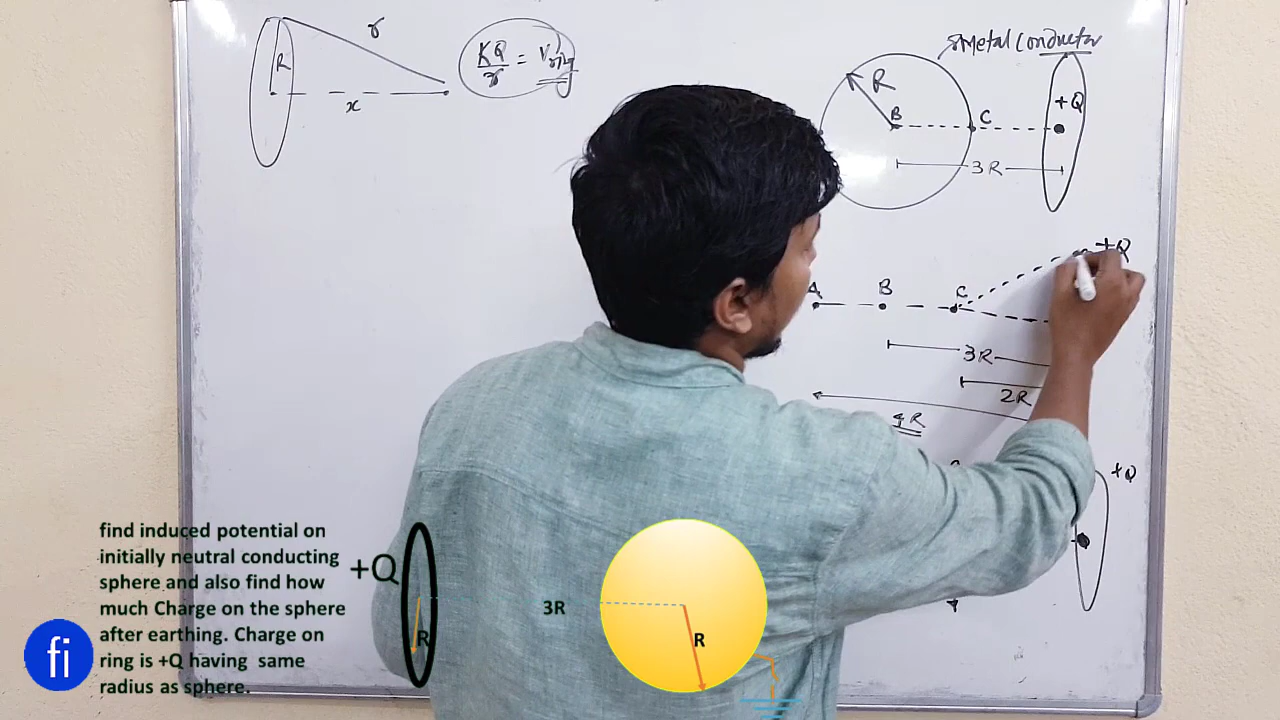 R
r
x
KQ/r = Vring
Metal Conductor
R
B
C
+Q
3R
A
B
C
+Q
3R
2R
4R
+Q
find induced potential on
initially neutral conducting
sphere and also find how
much Charge on the sphere
after earthing. Charge on
ring is +Q having same
radius as sphere.
+Q
R
3R
R
fi